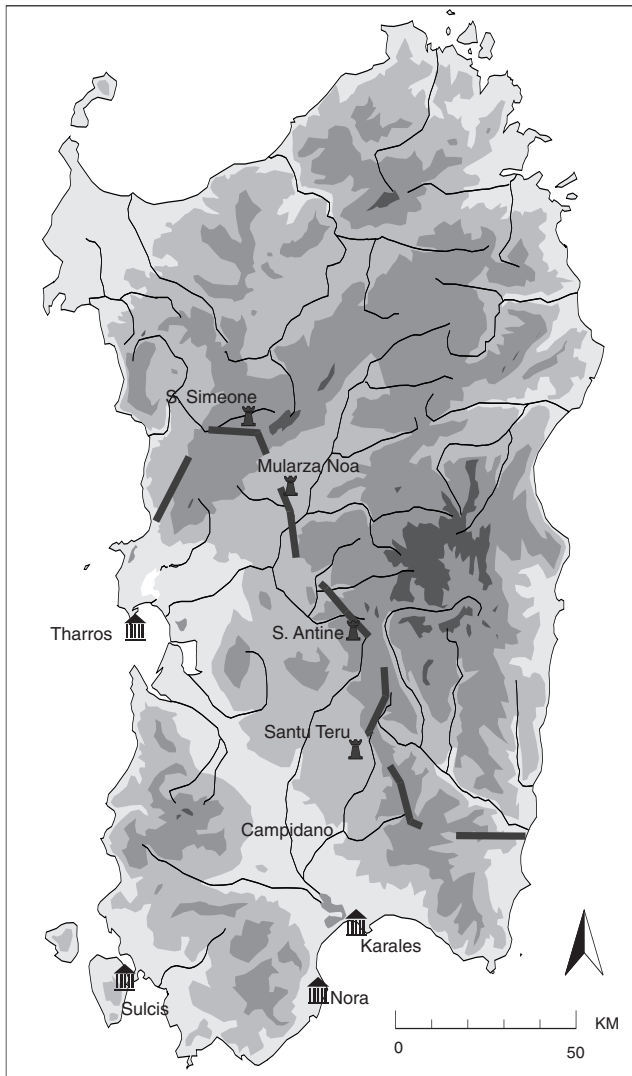 S. Simeone
Mularza Noa
Tharros
S. Antine
Santu Teru
Campidano
Karales
Sulcis
Nora
KM
0
50